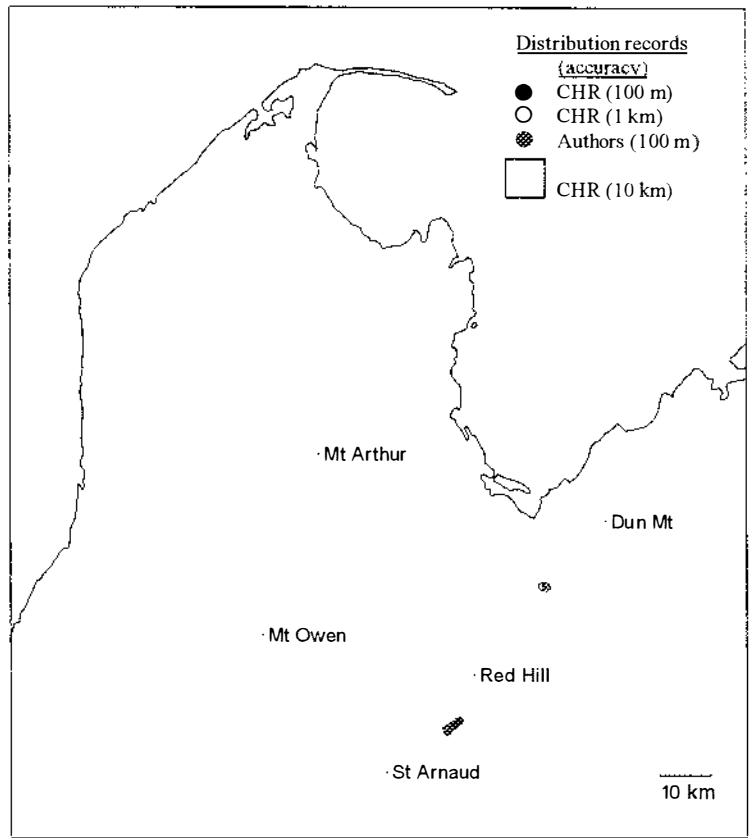 Distribution records
(accuracy)
CHR (100 m)
CHR (1 km)
Authors (100 m)
CHR (10 km)
Mt Arthur
Dun Mt
Mt Owen
Red Hill
St Arnaud
10 km